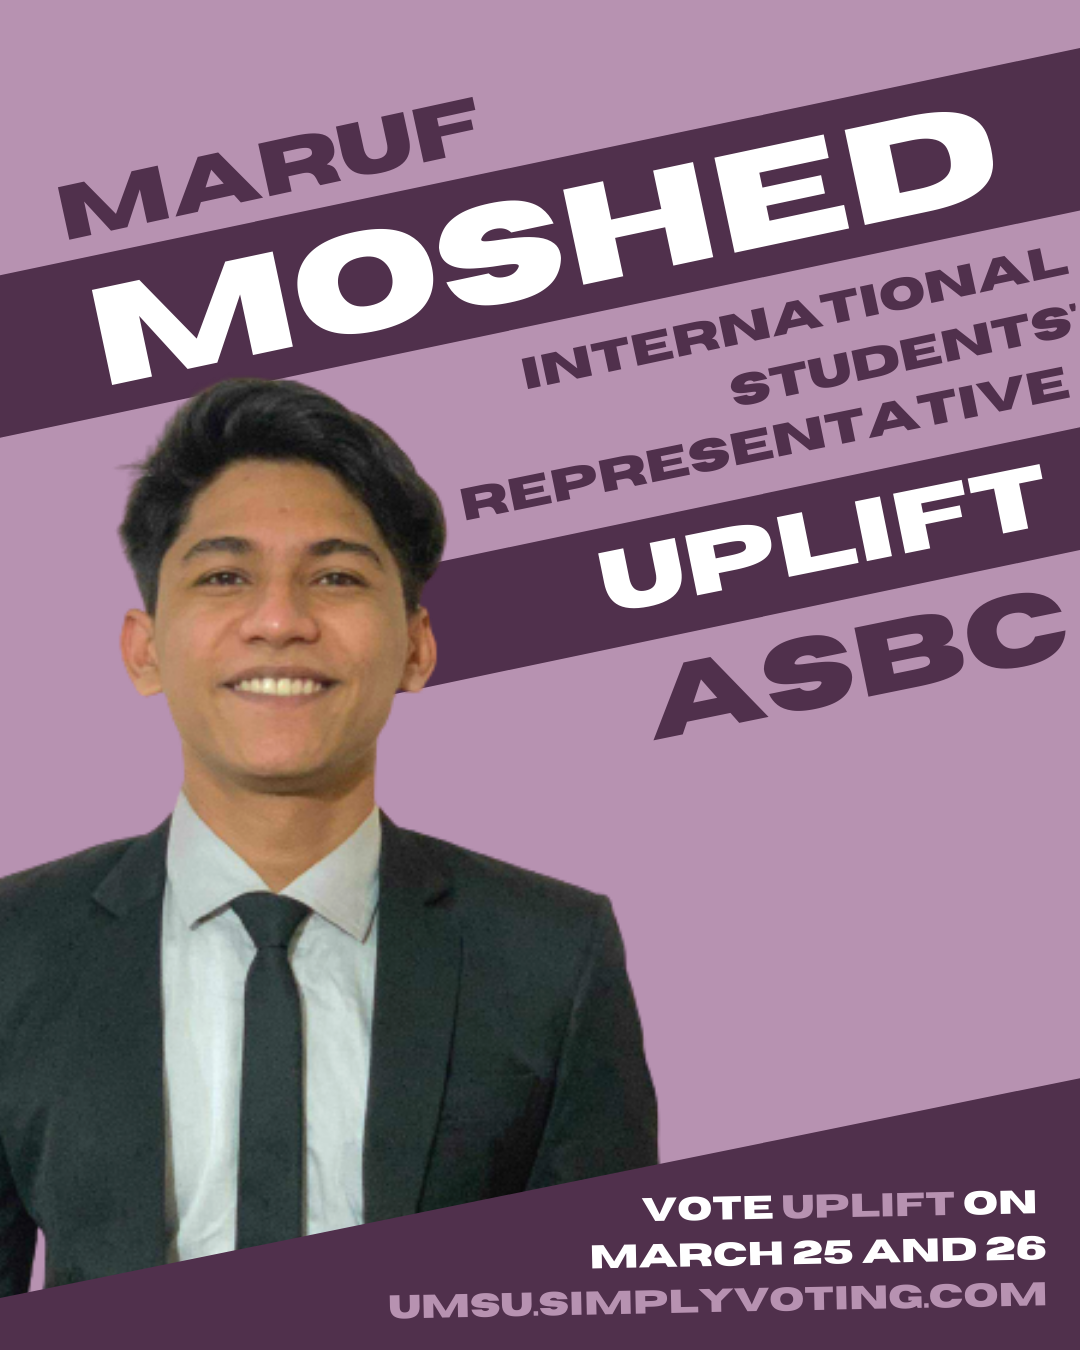 MARUF
MOSHED
INTERNATIONAL
STUDENTS'
REPRESENTATIVE
UPLIFT
ASBC
VOTE UPLIFT ON
MARCH 25 AND 26
UMSU.SIMPLYVOTING.COM